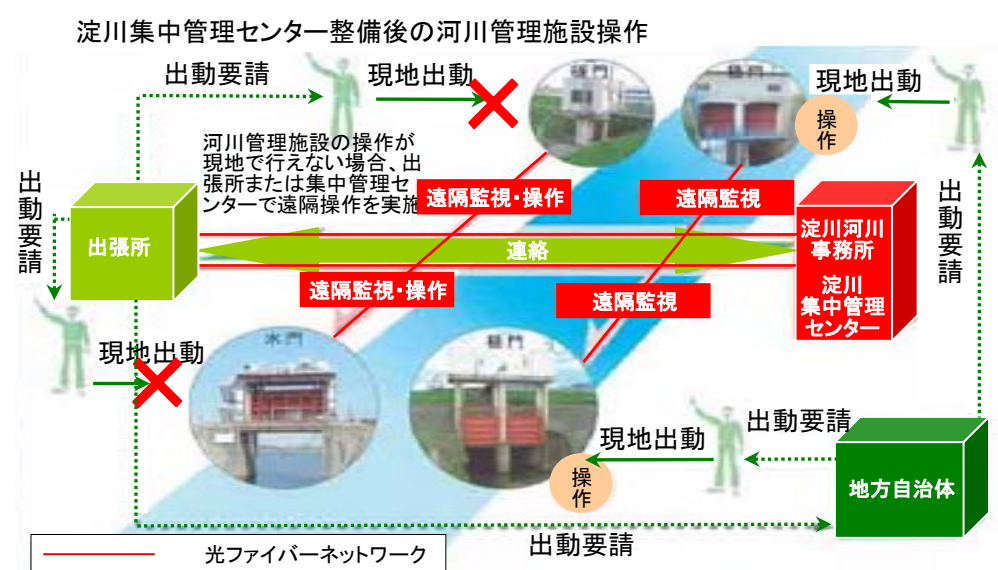 淀川集中管理センター整備後の河川管理施設操作
出動要請
現地出動
樋門
樋門
現地出動
操作
河川管理施設の操作が
現地で行えない場合、出
張所または集中管理セ
ンターで遠隔操作を実施
出動要請
遠隔監視・操作
遠隔監視
出動要請
出張所
連絡
淀川河川
事務所
淀川
集中管理
センター
遠隔監視・操作
遠隔監視
水門
樋門
現地出動
現地出動
出動要請
操作
地方自治体
出動要請
光ファイバーネットワーク